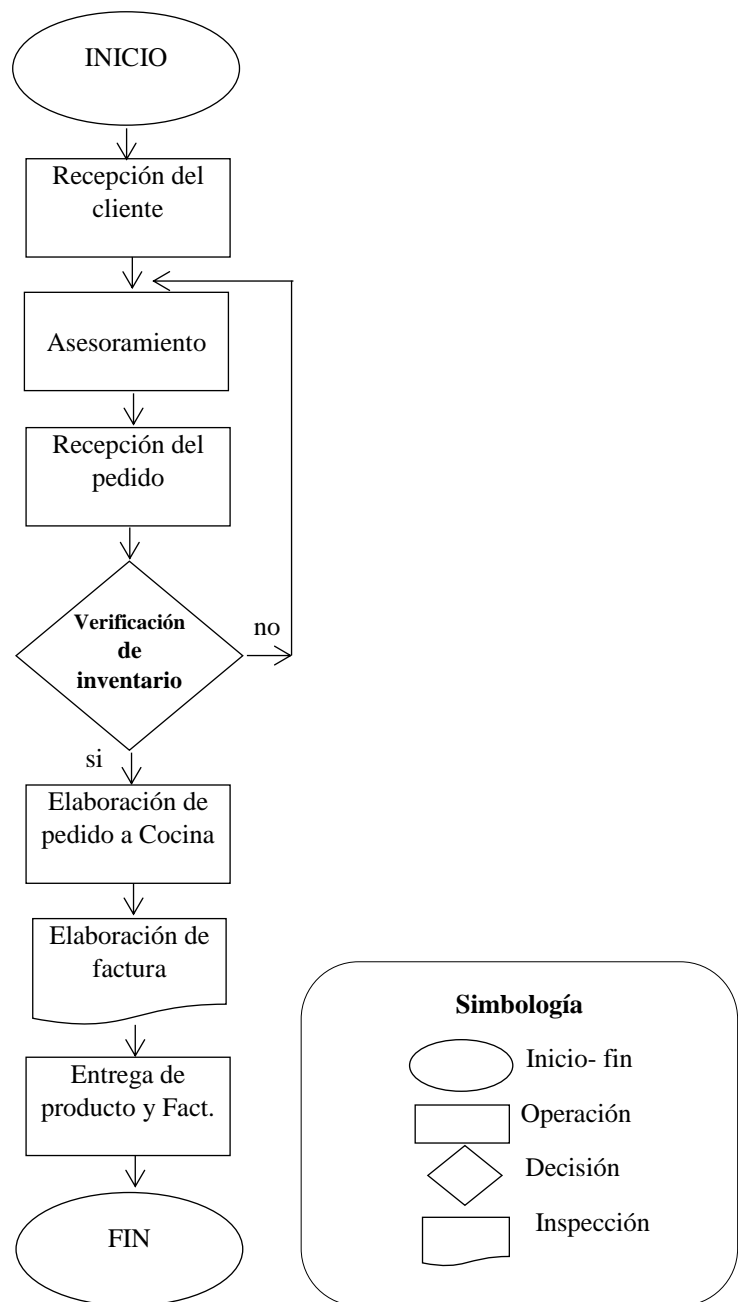 INICIO
Recepción del
cliente
Asesoramiento
Recepción del
pedido
Verificación
de
inventario
no
si
Elaboración de
pedido a Cocina
Elaboración de
factura
Entrega de
producto y Fact.
FIN
Simbología
Inicio- fin
Operación
Decisión
Inspección